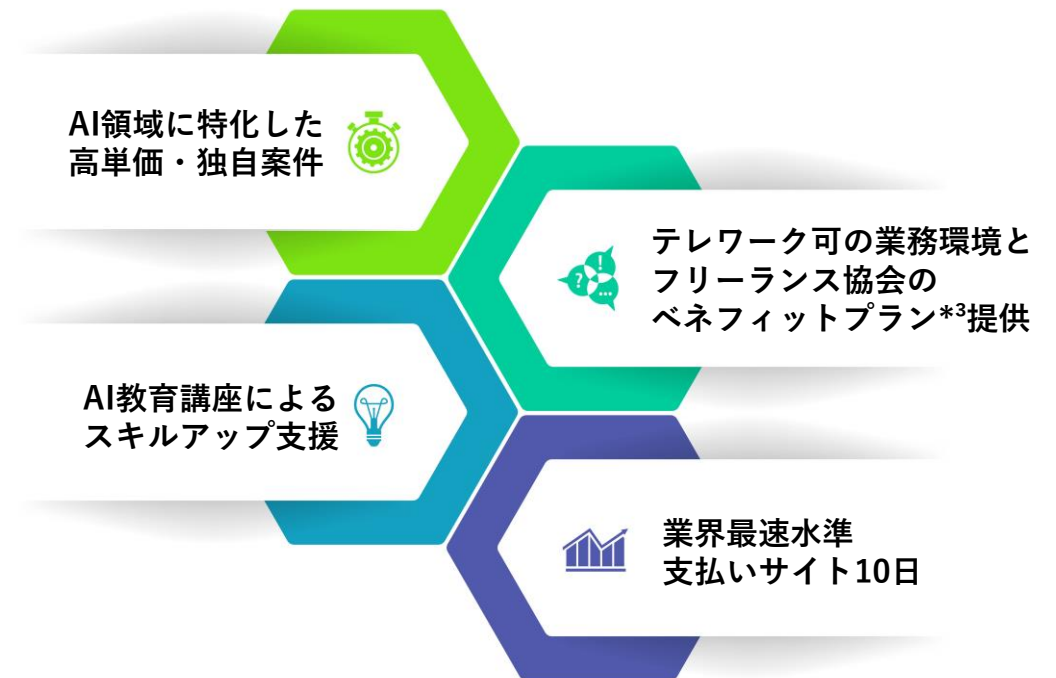 AI領域に特化した
高単価・独自案件
テレワーク可の業務環境と
フリーランス協会の
ベネフィットプラン*3提供
AI教育講座による
スキルアップ支援
業界最速水準
支払いサイト10日